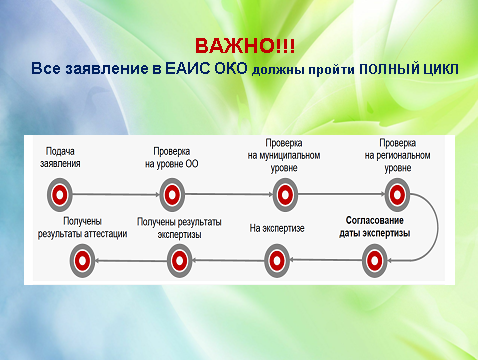 ВАЖНО!!!
Все заявление в ЕАИС ОКО должны пройти ПОЛНЫЙ ЦИКЛ
Подача
заявления
Проверка
на уровне ОО
Проверка
на муниципальном
уровне
Проверка
на региональном
уровне
Получены
результаты аттестации
Получены результаты
экспертизы
На экспертизе
Согласование
даты экспертизы